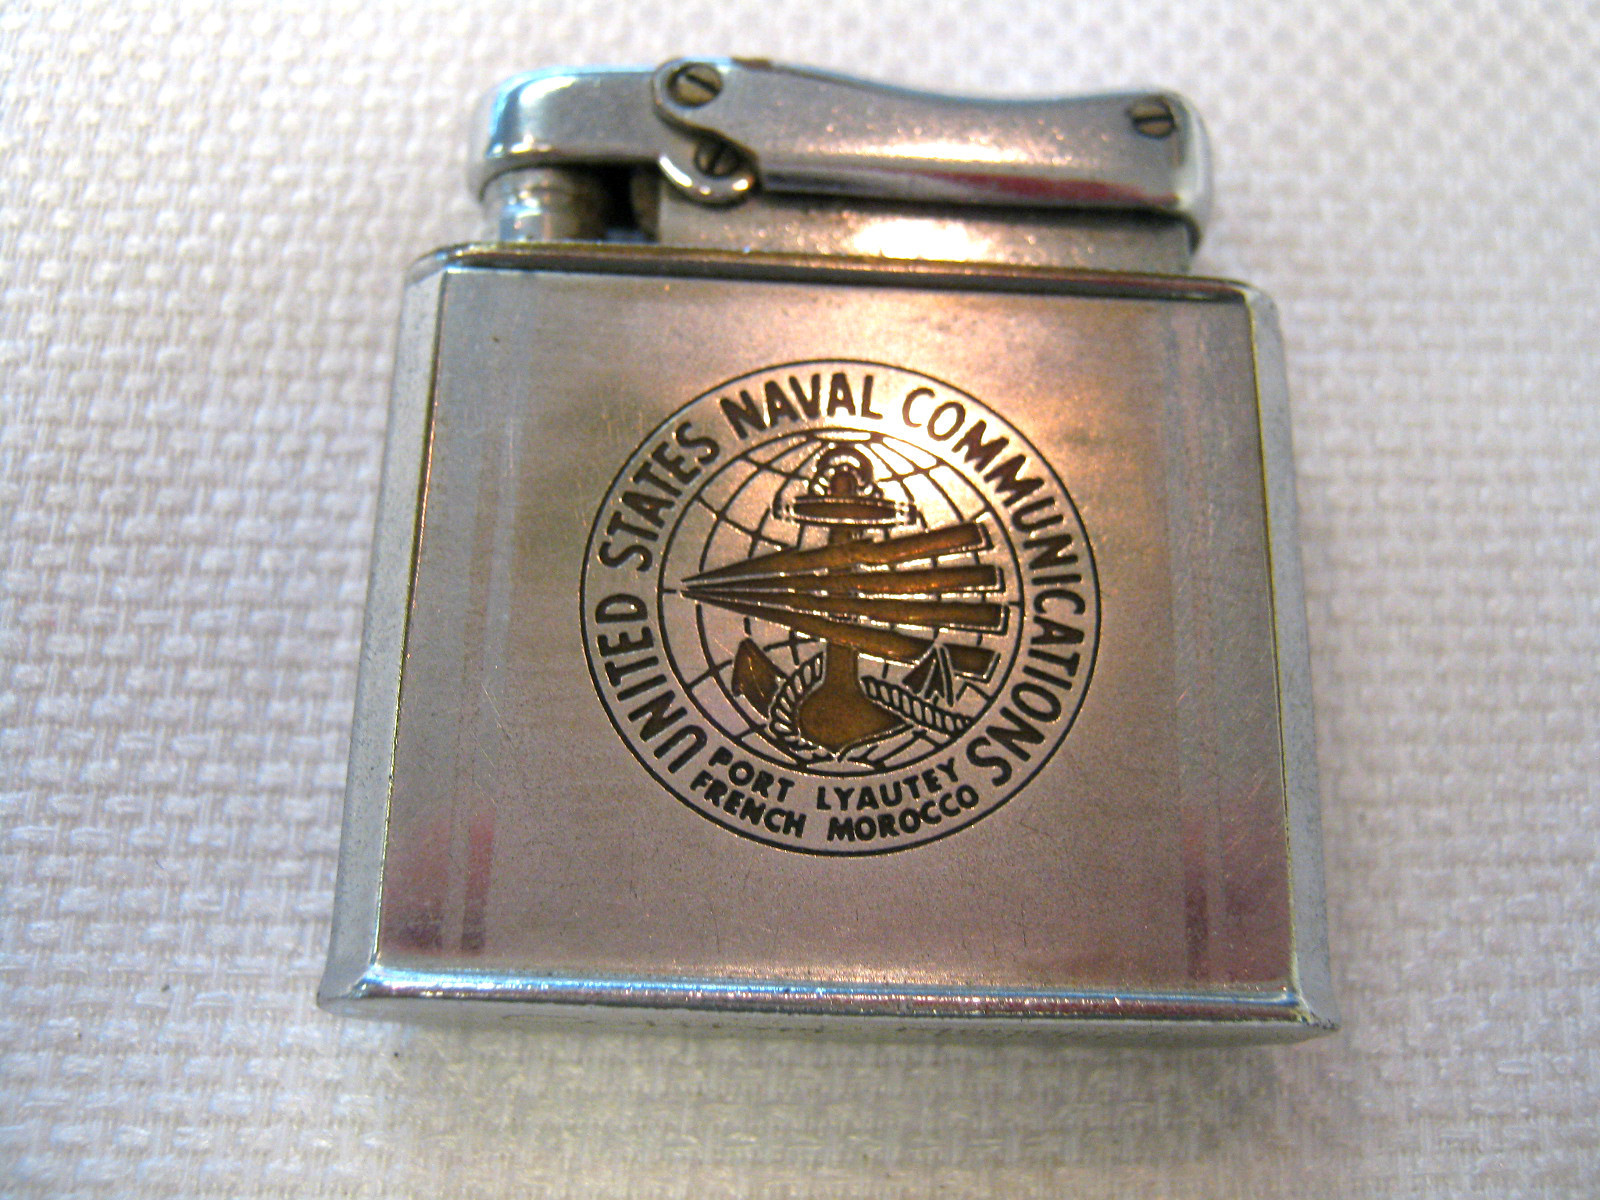 UNITED STATES NAVAL COMMUNICATIONS
PORT LYAUTEY
FRENCH MOROCCO